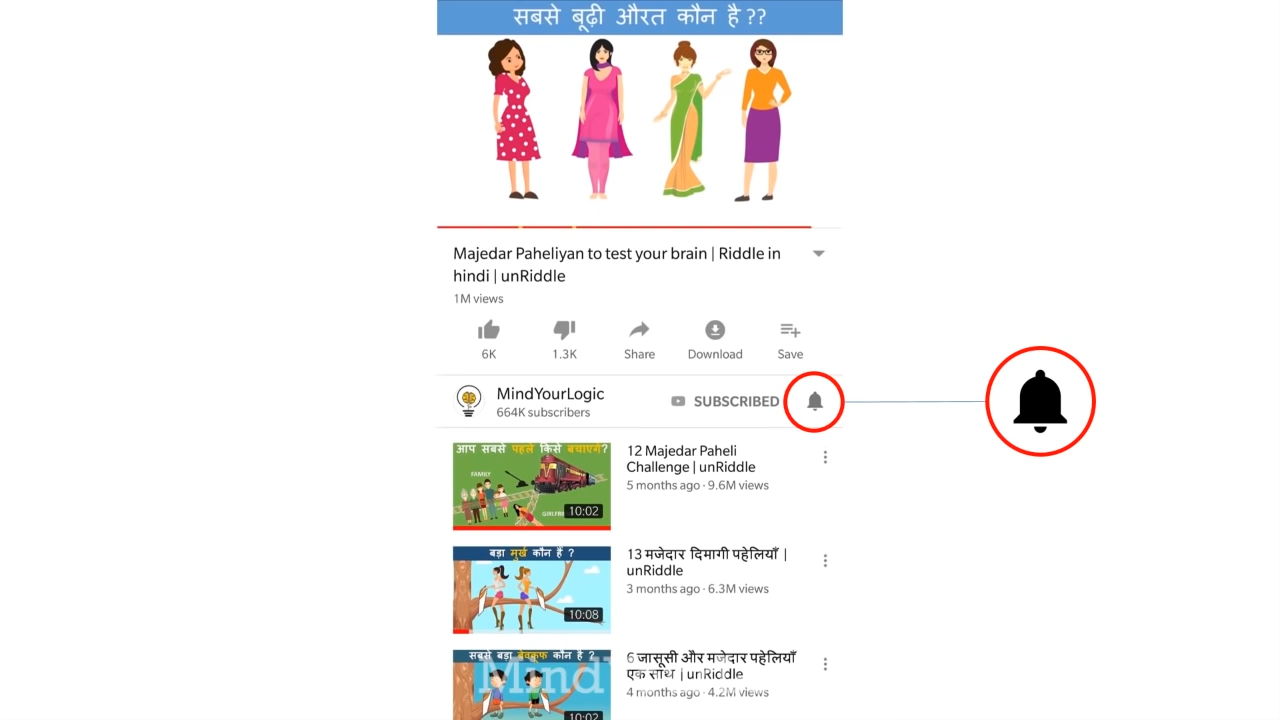 सबसे बूढ़ी औरत कौन है ??
Majedar Paheliyan to test your brain | Riddle in
hindi | unRiddle
1M views
6K
1.3K
Share
Download
Save
MindYourLogic
664K subscribers
SUBSCRIBED
आप सबसे पहले किसे बचाएंगे?
FAMILY
10:02
12 Majedar Paheli
Challenge | unRiddle
5 months ago · 9.6M views
बड़ा मुर्ख कौन हैं ?
10:08
13 मजेदार दिमागी पहेलियाँ |
unRiddle
3 months ago · 6.3M views
सबसे बड़ा बेवकूफ कौन है ?
10:02
6 जासूसी और मजेदार पहेलियाँ
एक साथ | unRiddle
4 months ago · 4.2M views